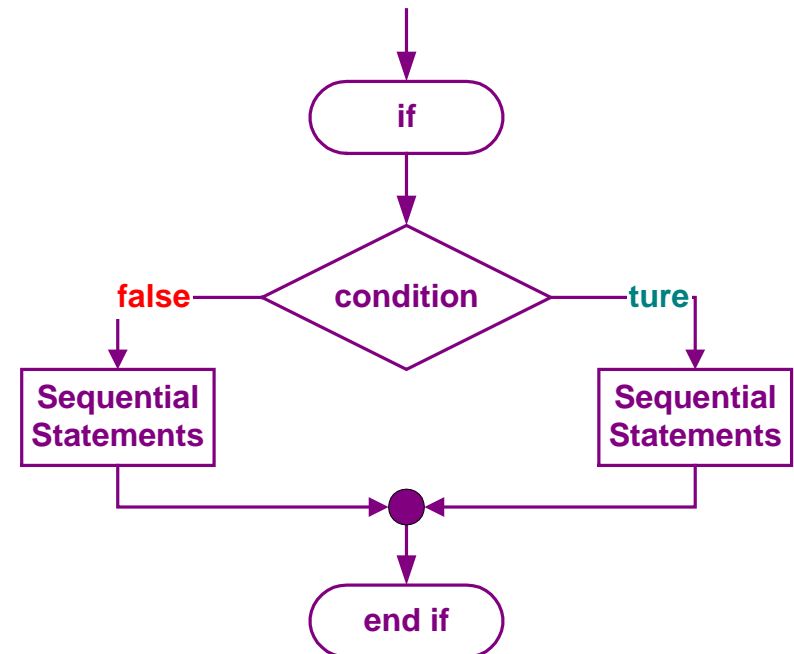 if
condition
false
ture
Sequential
Statements
Sequential
Statements
end if